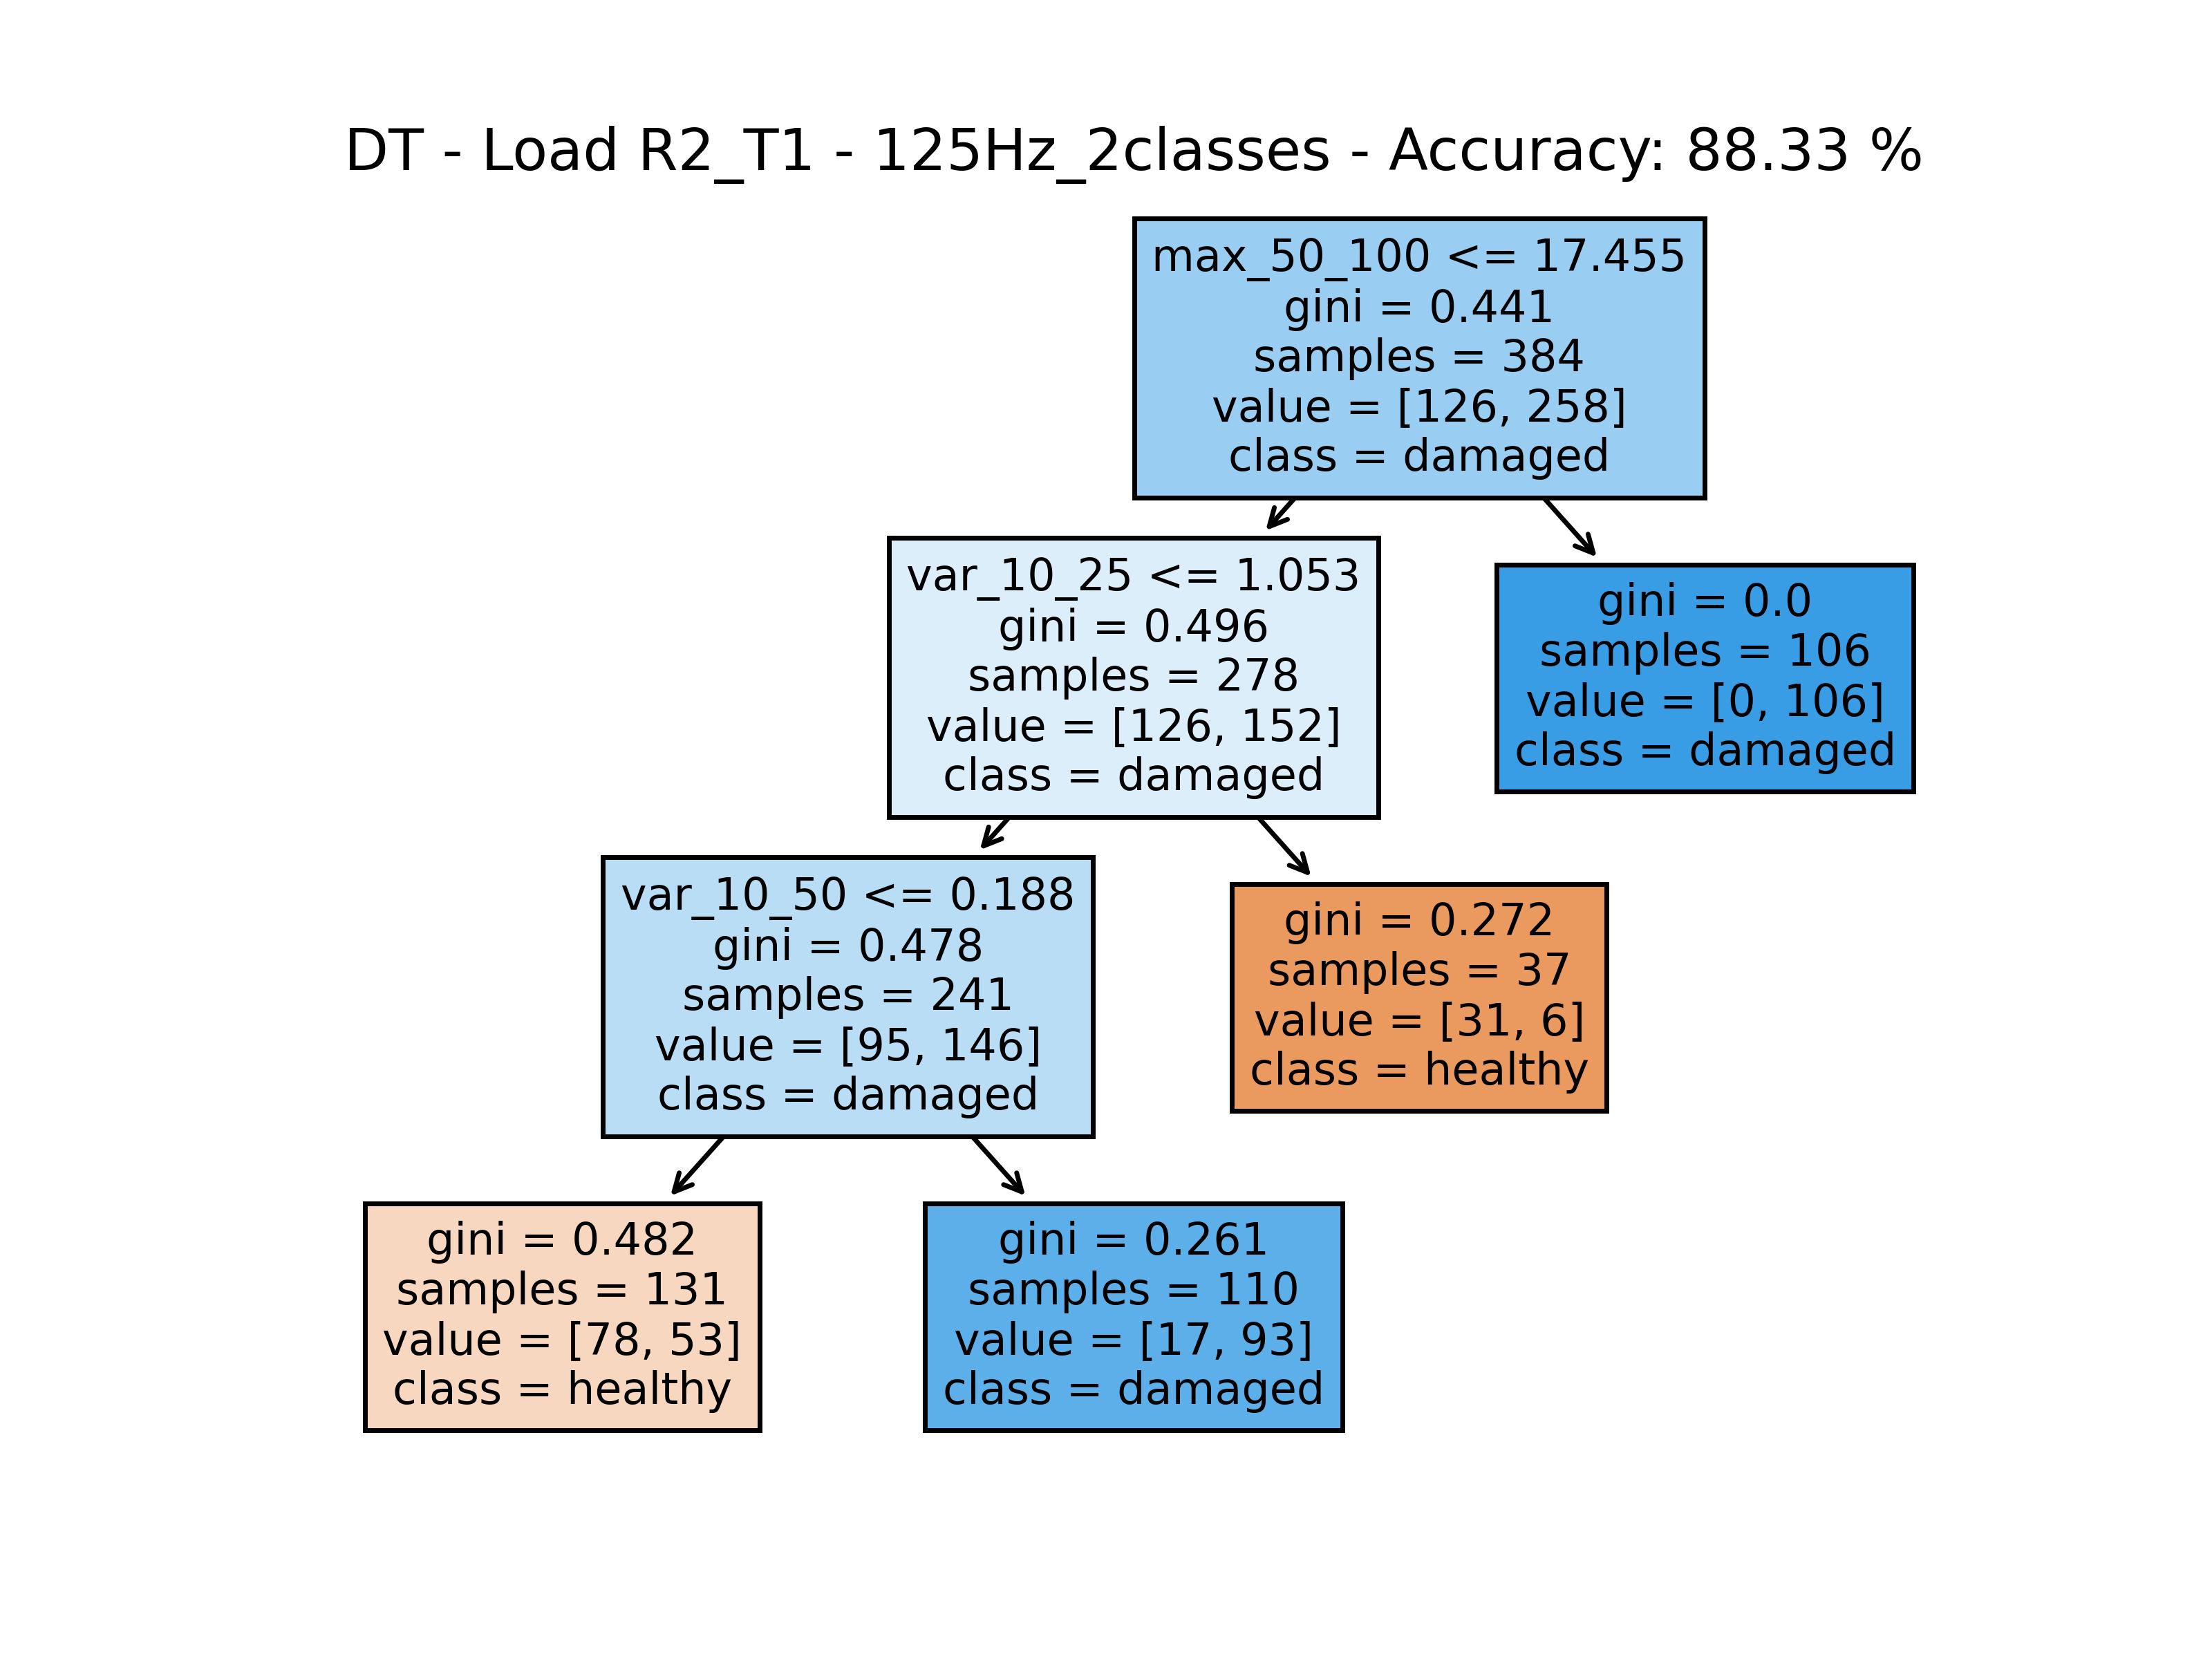 DT - Load R2_T1 - 125Hz_2classes - Accuracy: 88.33 %
max_50_100 <= 17.455
gini = 0.441
samples = 384
value = [126, 258]
class = damaged
var_10_25 <= 1.053
gini = 0.496
samples = 278
value = [126, 152]
class = damaged
gini = 0.0
samples = 106
value = [0, 106]
class = damaged
var_10_50 <= 0.188
gini = 0.478
samples = 241
value = [95, 146]
class = damaged
gini = 0.272
samples = 37
value = [31, 6]
class = healthy
gini = 0.482
samples = 131
value = [78, 53]
class = healthy
gini = 0.261
samples = 110
value = [17, 93]
class = damaged